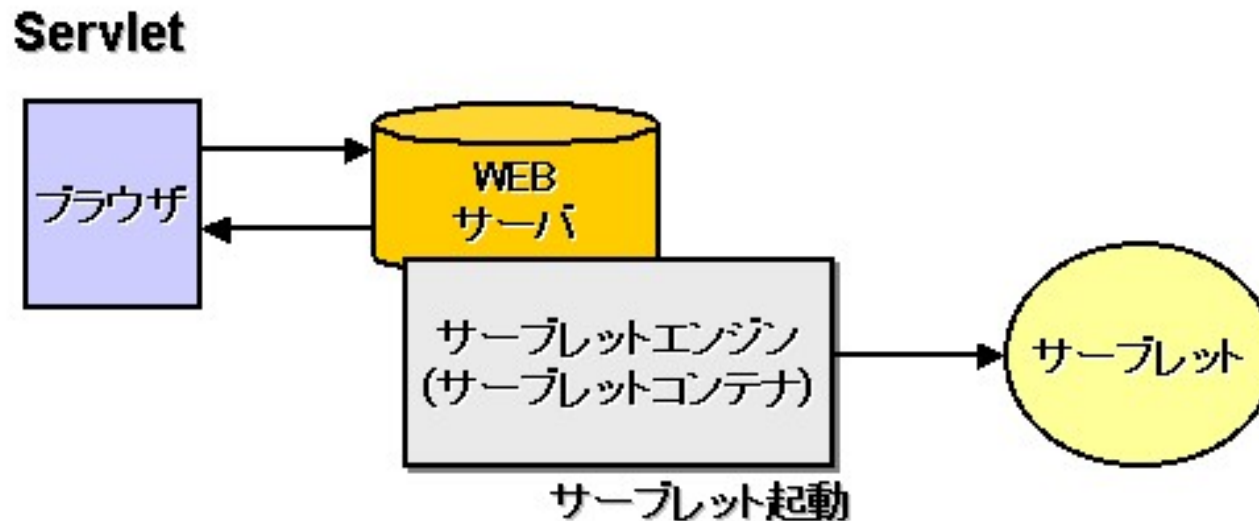 Servlet
ブラウザ
WEB
サーバ
サーブレットエンジン
(サーブレットコンテナ)
サーブレット
サーブレット起動